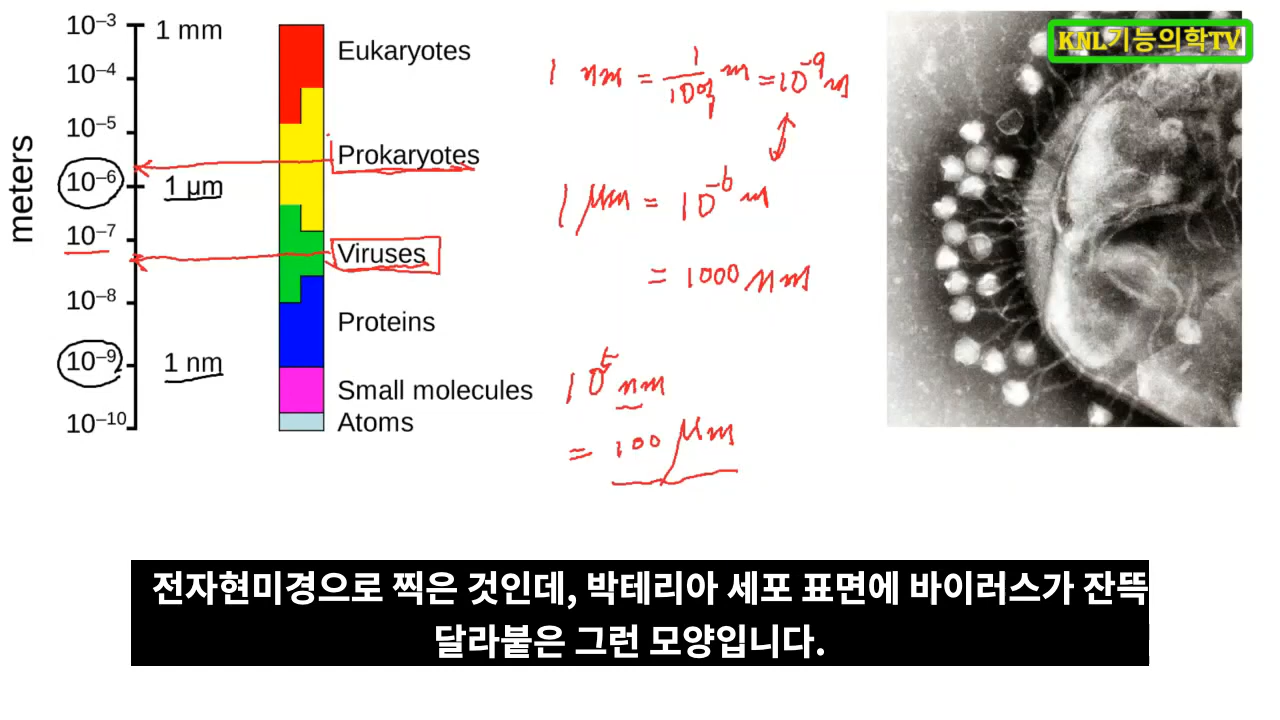 10⁻³
1 mm
10⁻⁴
10⁻⁵
10⁻⁶
1 µm
10⁻⁷
10⁻⁸
10⁻⁹
1 nm
10⁻¹⁰
meters
Eukaryotes
Prokaryotes
Viruses
Proteins
Small molecules
Atoms
1 nm = 1/10억 m = 10⁻⁹ m
1 µm = 10⁻⁶ m
= 1000 nm
10⁵ nm
= 100 µm
KNL기능의학TV
전자현미경으로 찍은 것인데, 박테리아 세포 표면에 바이러스가 잔뜩
달라붙은 그런 모양입니다.